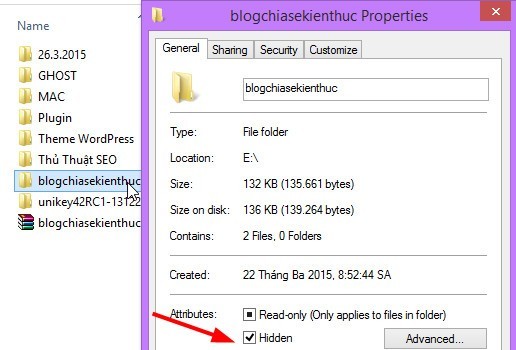 26.3.2015
GHOST
MAC
Plugin
Theme WordPress
Thủ Thuật SEO
blogchiasekienthuc
unikey42RC1-13122
blogchiasekienthuc
blogchiasekienthuc Properties
General Sharing Security Customize
blogchiasekienthuc
Type: File folder
Location: E:\
Size: 132 KB (135.661 bytes)
Size on disk: 136 KB (139.264 bytes)
Contains: 2 Files, 0 Folders
Created: 22 Tháng Ba 2015, 8:52:44 SA
Attributes: Read-only (Only applies to files in folder)
Hidden Advanced...